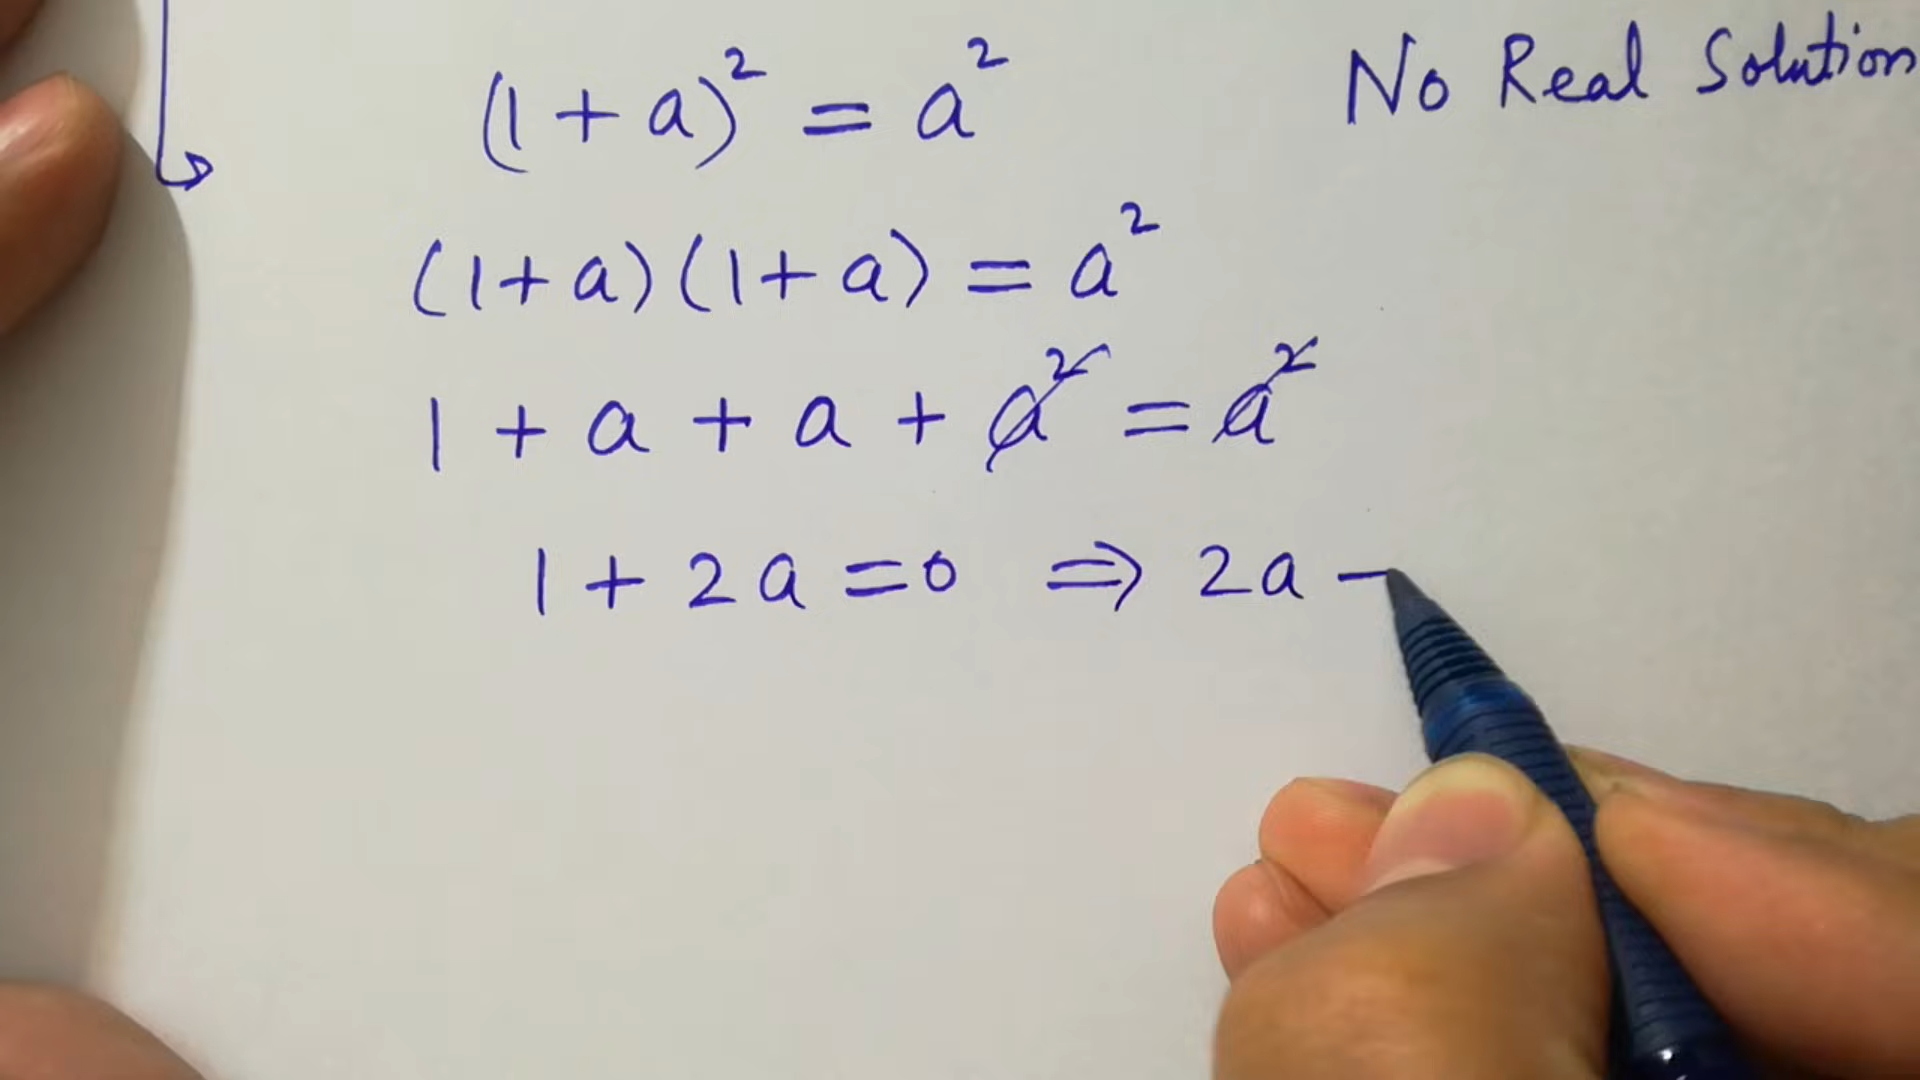 (1 + a)² = a²
No Real Solution
(1 + a)(1 + a) = a²
1 + a + a + a² = a²
1 + 2a = 0 ⇒ 2a –